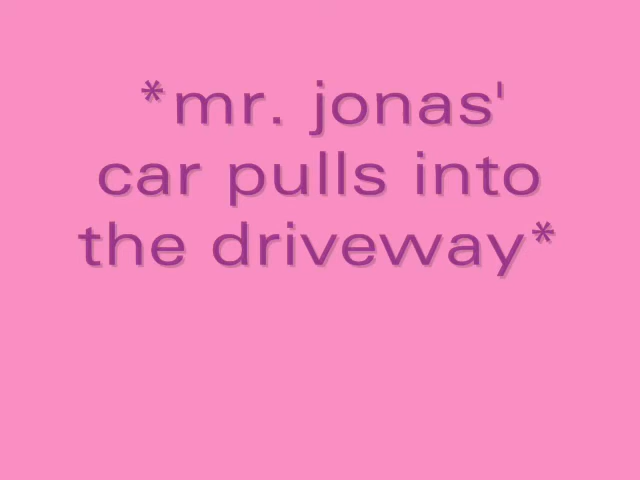 *mr. jonas'
car pulls into
the driveway*